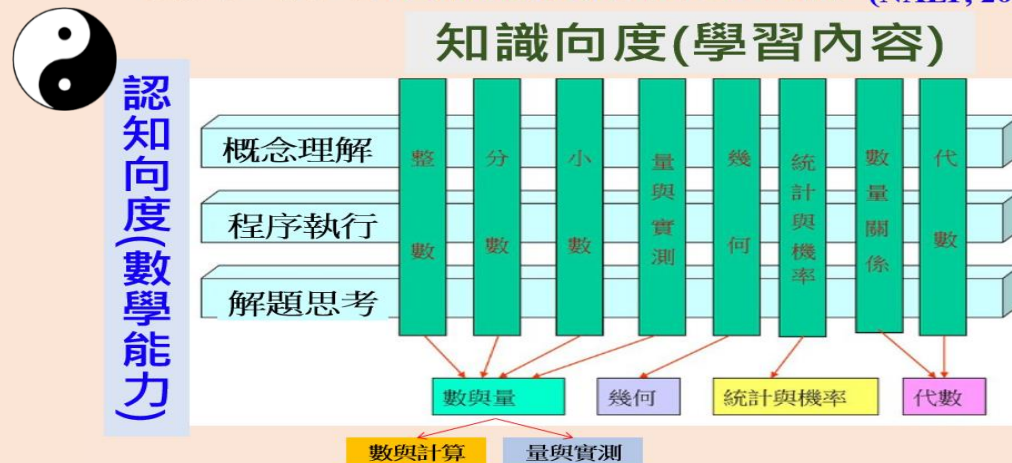 知識向度(學習內容)
認知向度(數學能力)
概念理解
程序執行
解題思考
整數
分數
小數
量與實測
幾何
統計與機率
數量關係
代數
數與量
幾何
統計與機率
代數
數與計算
量與實測